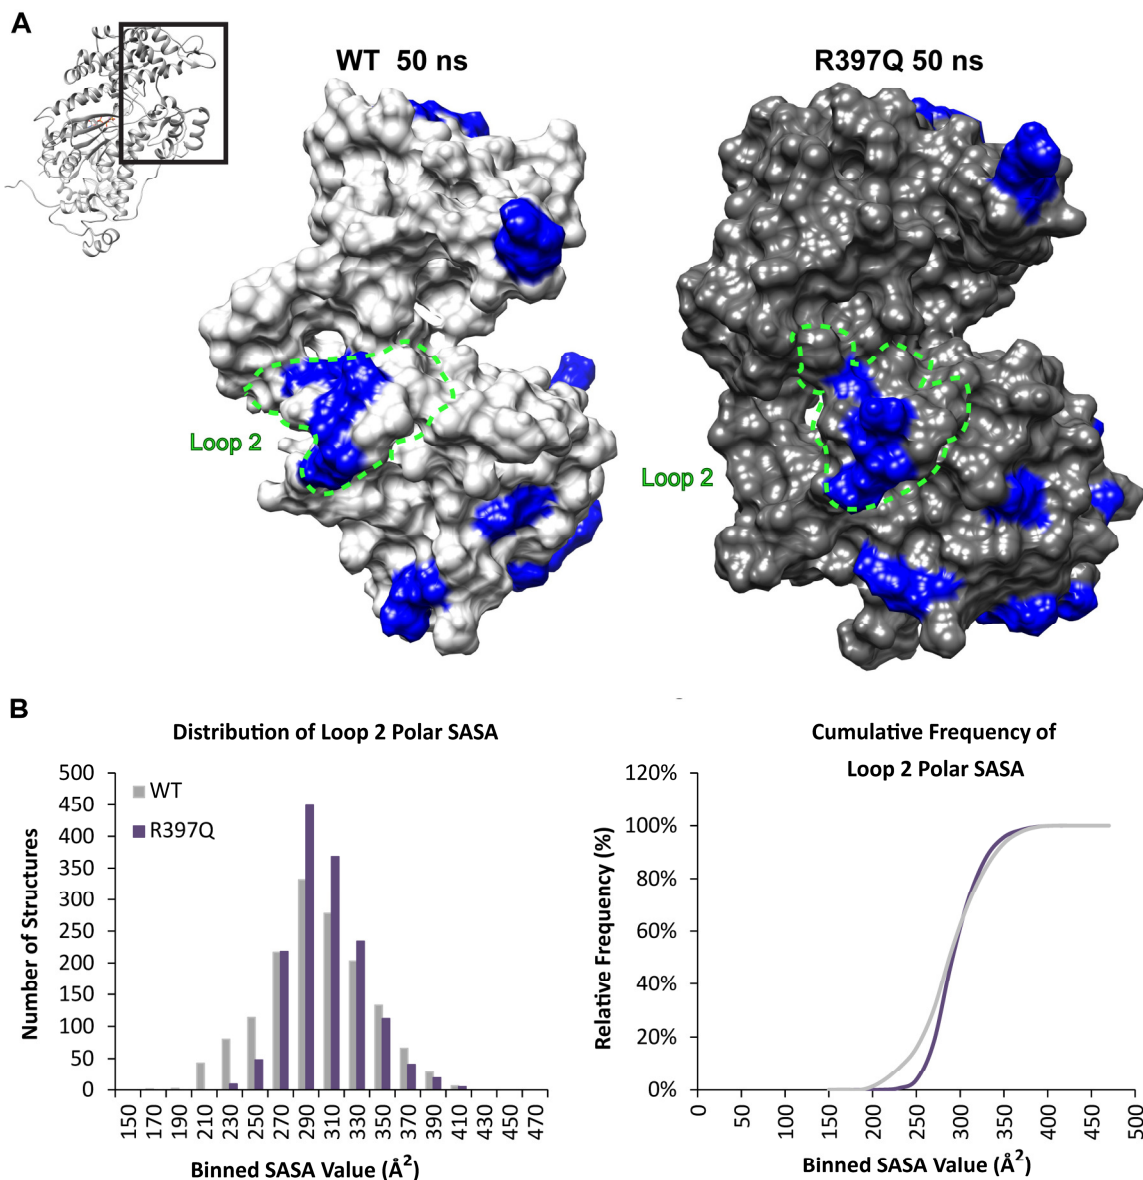 A
WT 50 ns
R397Q 50 ns
Loop 2
Loop 2
B
Distribution of Loop 2 Polar SASA
500
450
400
350
300
250
200
150
100
50
0
WT
R397Q
Number of Structures
150 170 190 210 230 250 270 290 310 330 350 370 390 410 430 450 470
Binned SASA Value (Å²)
Cumulative Frequency of
Loop 2 Polar SASA
120%
100%
80%
60%
40%
20%
0%
Relative Frequency (%)
0 50 100 150 200 250 300 350 400 450 500
Binned SASA Value (Å²)